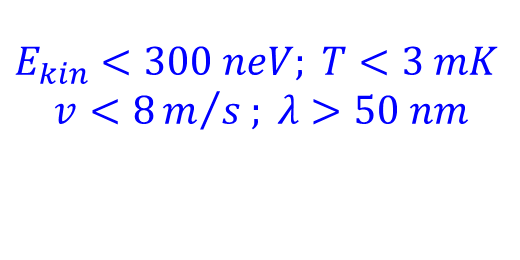 E_kin < 300 neV; T < 3 mK
v < 8 m/s ; λ > 50 nm